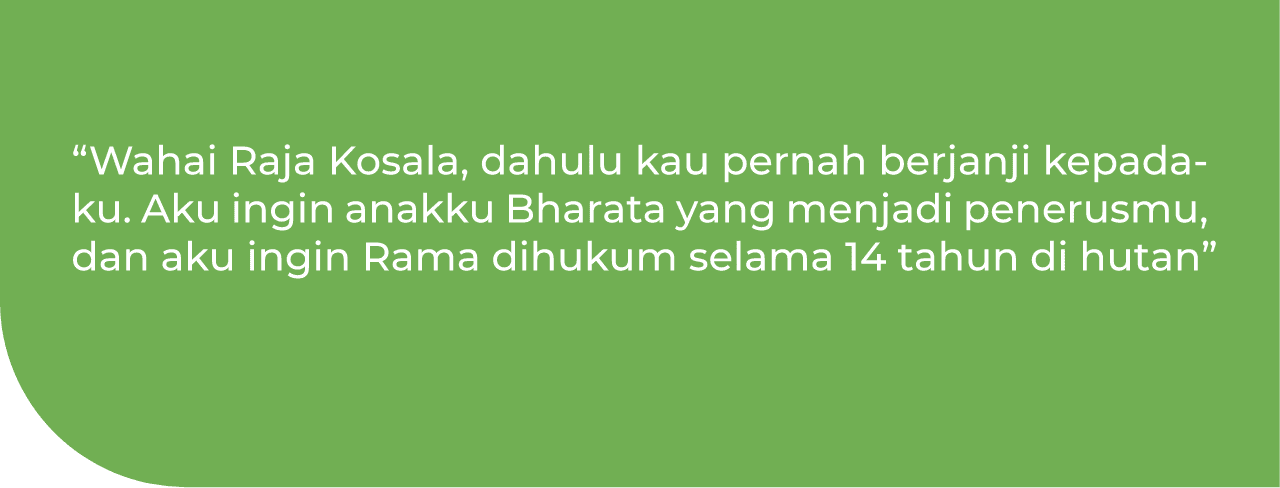 “Wahai Raja Kosala, dahulu kau pernah berjanji kepada-
ku. Aku ingin anakku Bharata yang menjadi penerusmu,
dan aku ingin Rama dihukum selama 14 tahun di hutan”